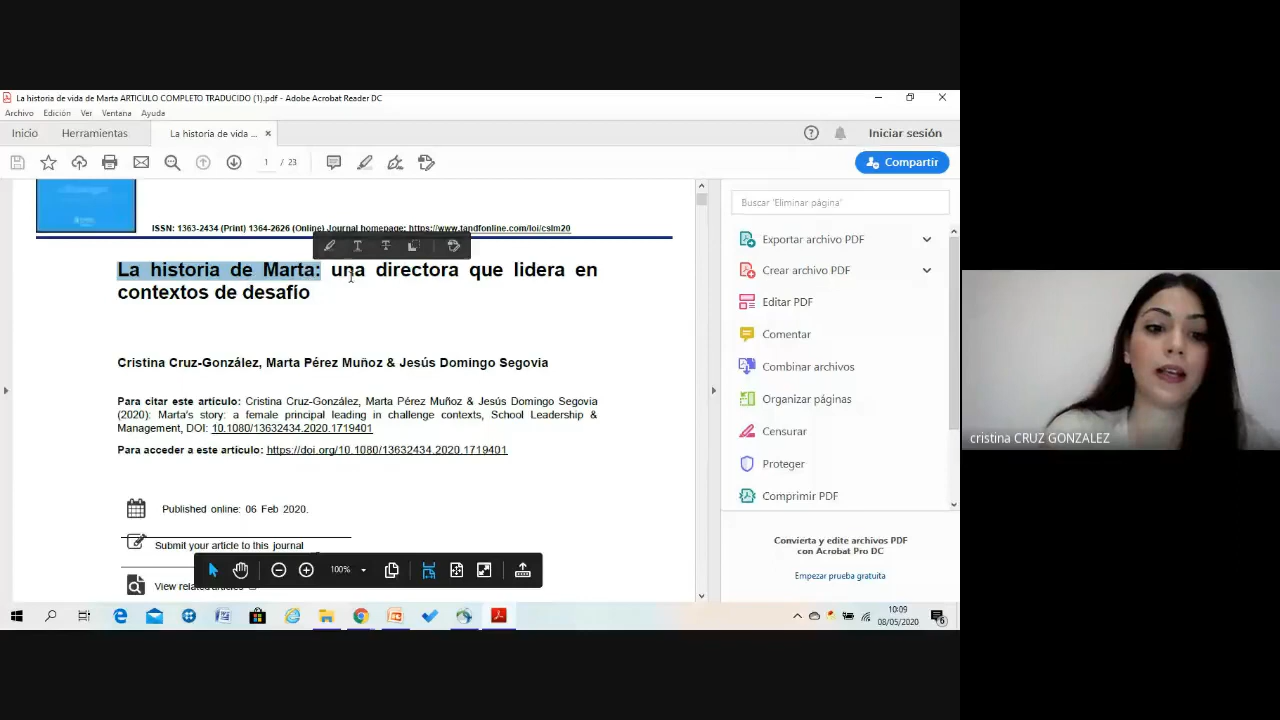 La historia de vida de Marta ARTICULO COMPLETO TRADUCIDO (1).pdf - Adobe Acrobat Reader DC
Archivo Edición Ver Ventana Ayuda
Inicio Herramientas La historia de vida ... × Iniciar sesión
1 / 23 Compartir
ISSN: 1363-2434 (Print) 1364-2626 (Online) Journal homepage: https://www.tandfonline.com/loi/cslm20
La historia de Marta: una directora que lidera en
contextos de desafío
Cristina Cruz-González, Marta Pérez Muñoz & Jesús Domingo Segovia
Para citar este artículo: Cristina Cruz-González, Marta Pérez Muñoz & Jesús Domingo Segovia
(2020): Marta's story: a female principal leading in challenge contexts, School Leadership &
Management, DOI: 10.1080/13632434.2020.1719401
Para acceder a este artículo: https://doi.org/10.1080/13632434.2020.1719401
Published online: 06 Feb 2020.
Submit your article to this journal
View related articles
100%
Buscar 'Eliminar página'
Exportar archivo PDF
Crear archivo PDF
Editar PDF
Comentar
Combinar archivos
Organizar páginas
Censurar
Proteger
Comprimir PDF
Convierta y edite archivos PDF
con Acrobat Pro DC
Empezar prueba gratuita
10:09
08/05/2020
6
cristina CRUZ GONZALEZ